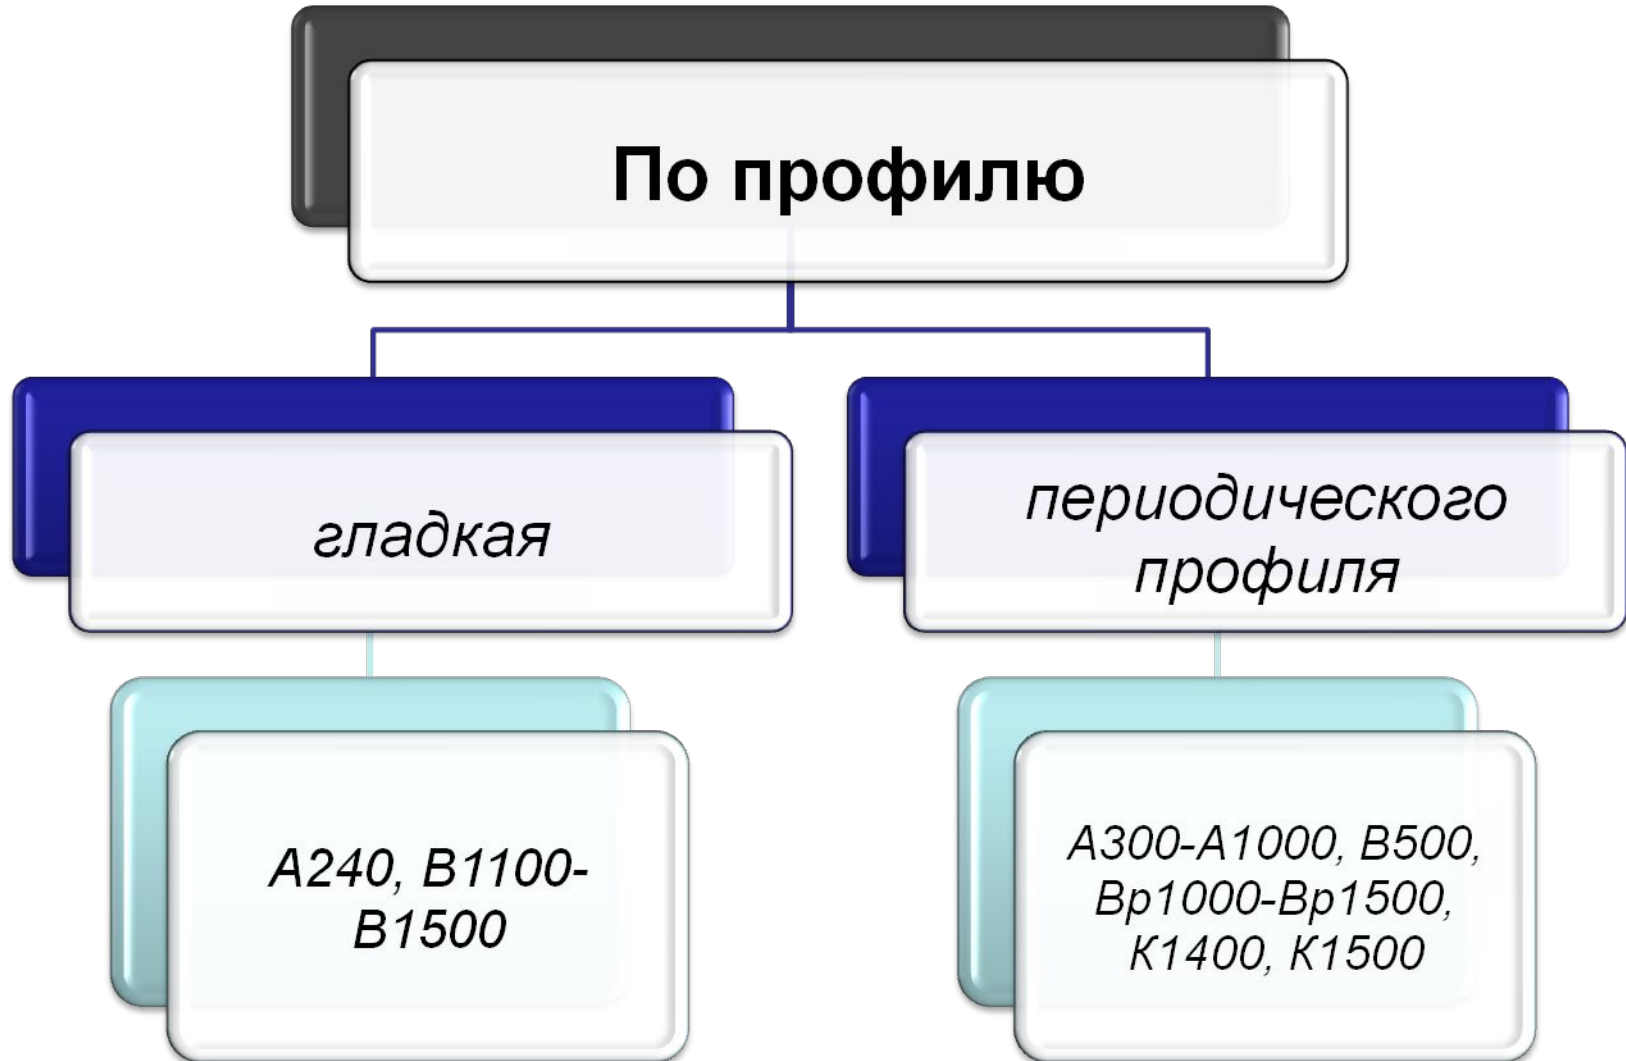 По профилю
гладкая
периодического
профиля
А240, В1100-
В1500
А300-А1000, В500,
Вр1000-Вр1500,
К1400, К1500